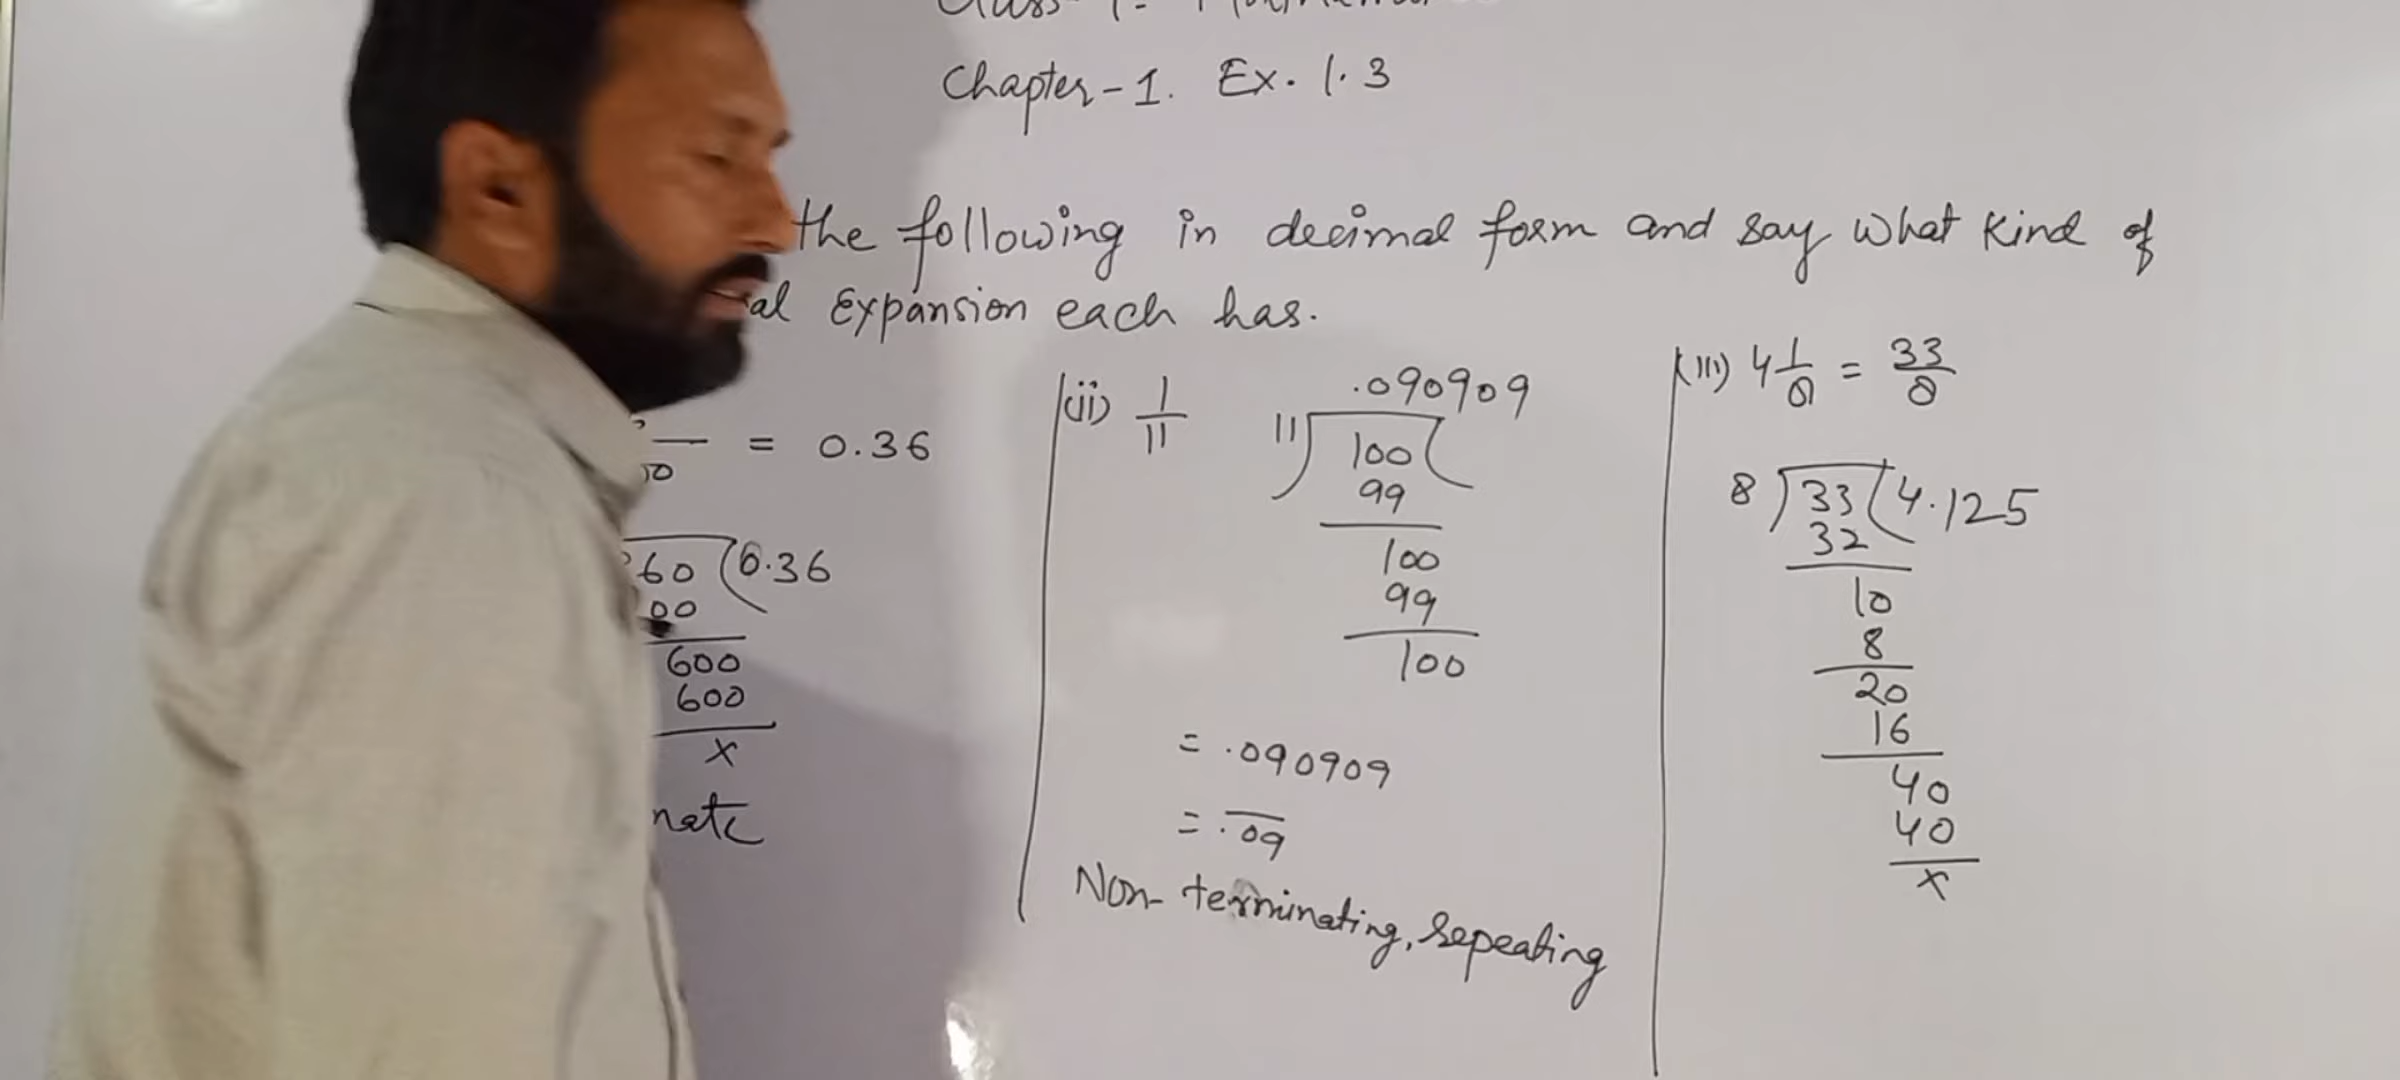 Chapter-1. Ex. 1.3
the following in decimal form and say what kind of
al Expansion each has.
= 0.36
60 0.36
00
600
600
x
nate
(ii) 1/11
.090909
11 100
99
100
99
100
= .090909
= .0̅9̅
Non-terminating, repeating
(iii) 4 1/8 = 33/8
8 33 4.125
32
10
8
20
16
40
40
x